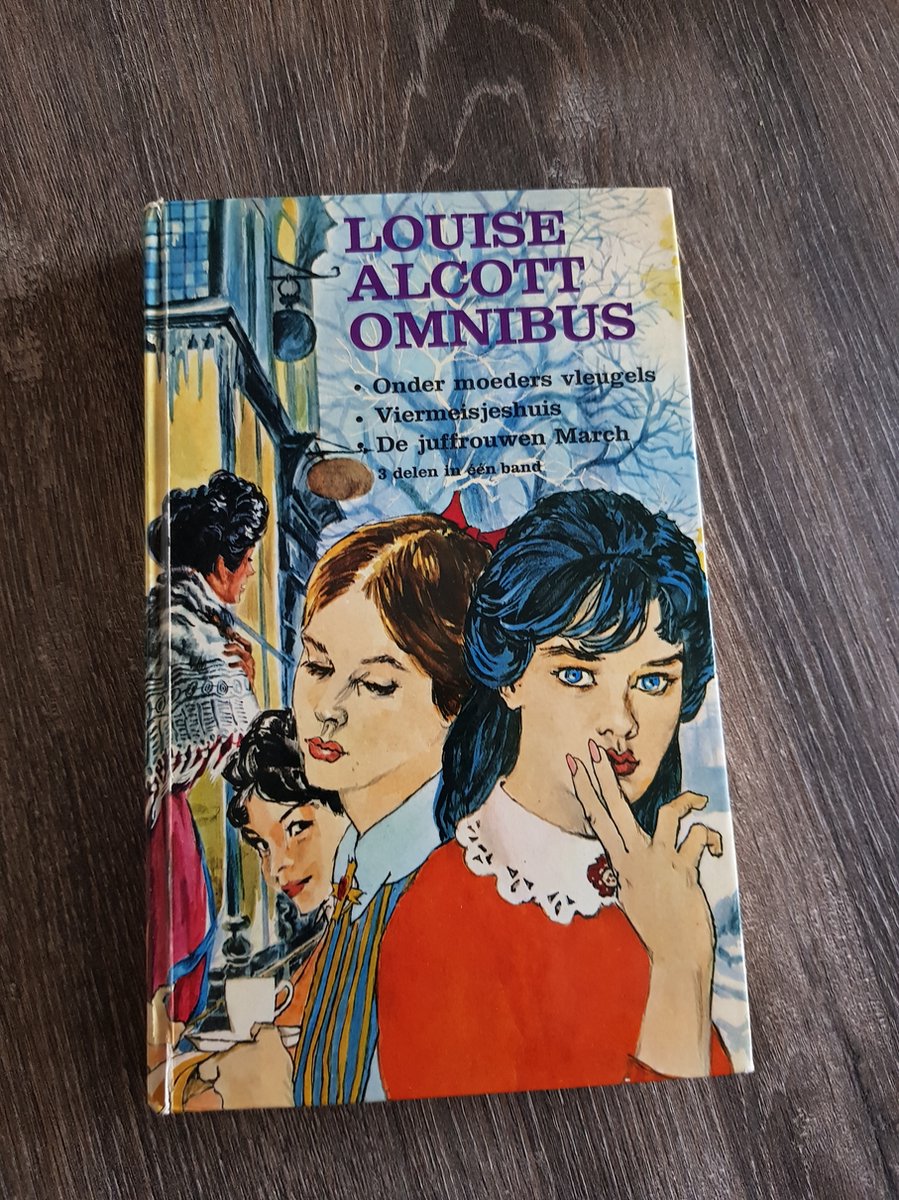 LOUISE
ALCOTT
OMNIBUS
• Onder moeders vleugels
• Viermeisjeshuis
• De juffrouwen March
3 delen in één band